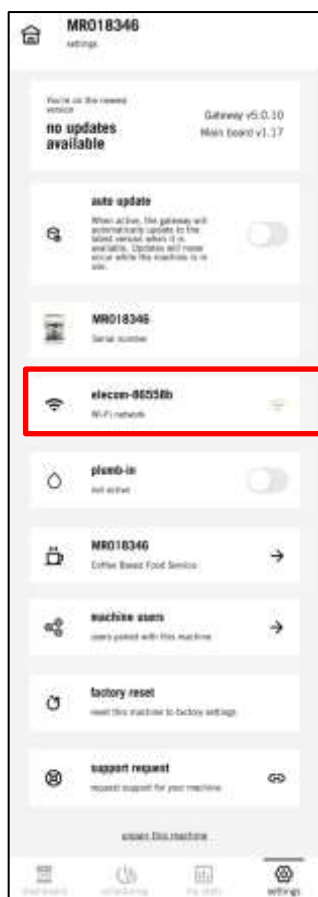 MR018346
settings
You're on the newest
version
no updates
available
Gateway v5.0.10
Main board v1.17
auto update
When active, the gateway will
automatically update to the
latest version when it is
available. Updates will never
occur while the machine is in
use.
MR018346
Serial number
elecom-86558b
Wi-Fi network
plumb-in
not active
MR018346
Coffee Based Food Service
machine users
users paired with this machine
factory reset
reset this machine to factory settings
support request
request support for your machine
unpair this machine
dashboard
scheduling
my stats
settings